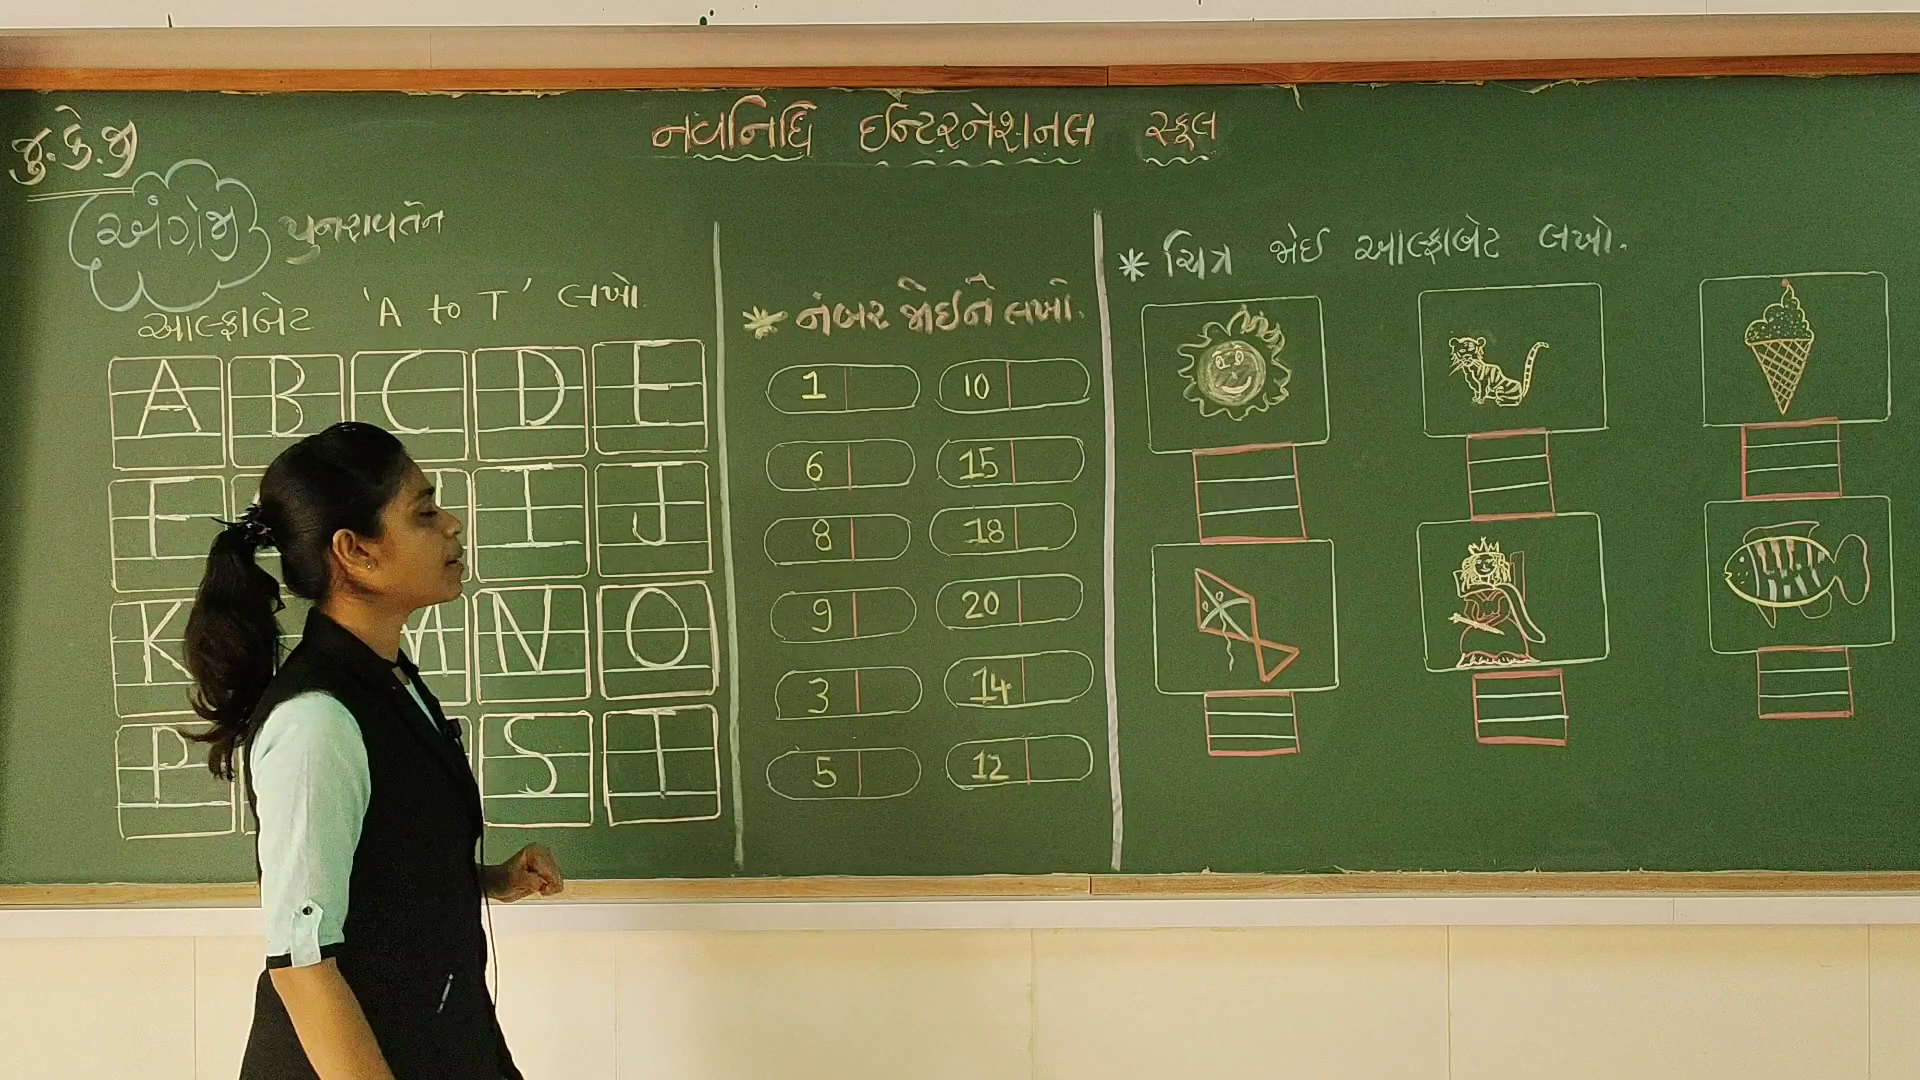 નવનિધિ ઈન્ટરનેશનલ સ્કૂલ
જુ.કે.જી
અંગ્રેજી પુનરાવર્તન
આલ્ફાબેટ 'A to T' લખો.
A B C D E
F I J
K M N O
P S T
* નંબર જોઈને લખો.
1 10
6 15
8 18
9 20
3 14
5 12
* ચિત્ર જોઈ આલ્ફાબેટ લખો.